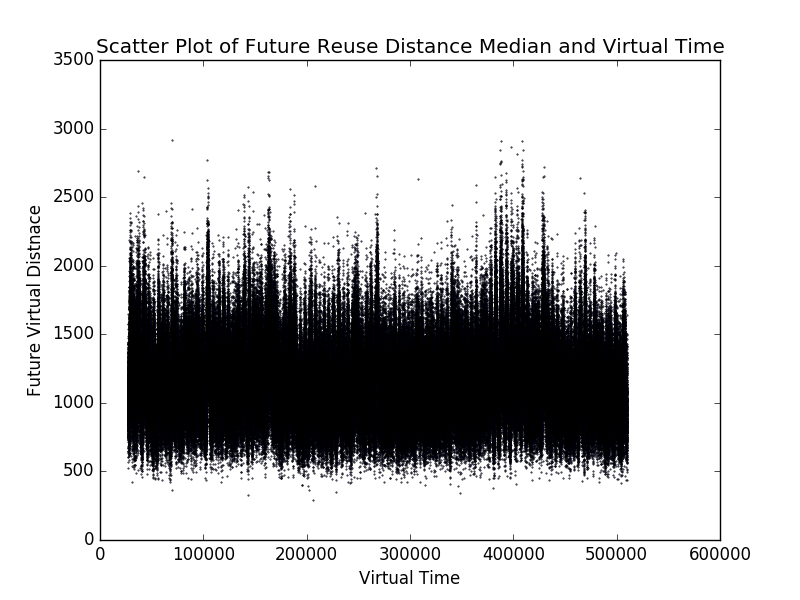 Scatter Plot of Future Reuse Distance Median and Virtual Time
3500
3000
2500
2000
1500
1000
500
0
Future Virtual Distnace
0 100000 200000 300000 400000 500000 600000
Virtual Time